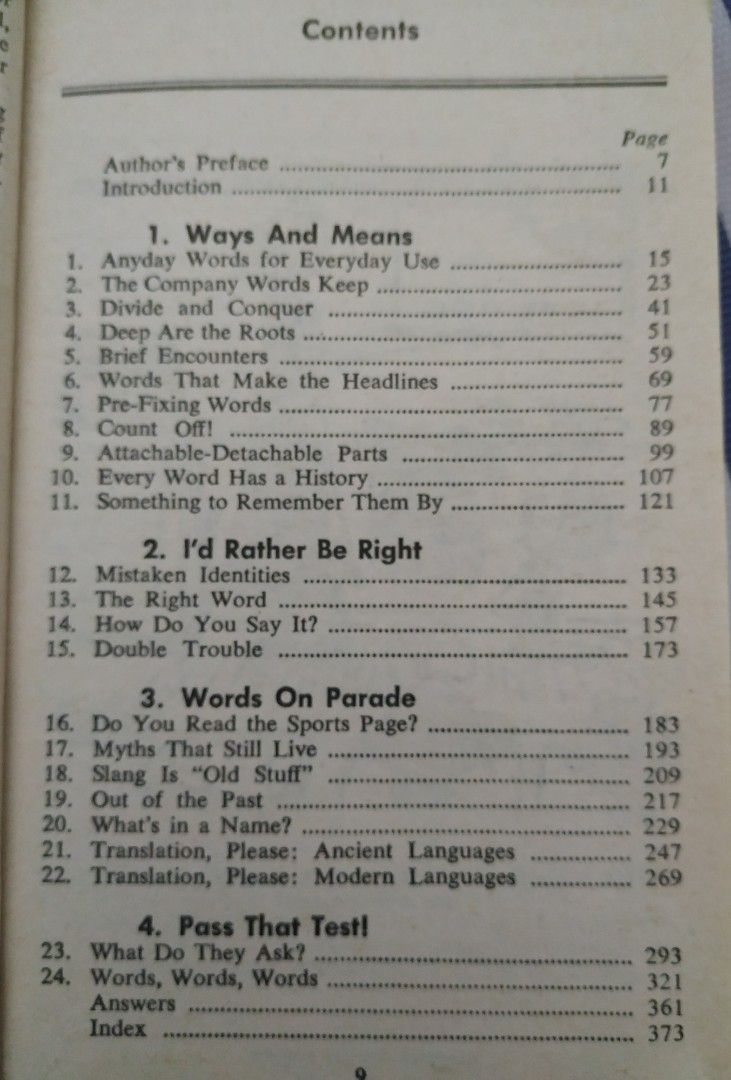 Contents
Page
Author's Preface ........ 7
Introduction ........ 11
1. Ways And Means
1. Anyday Words for Everyday Use ........ 15
2. The Company Words Keep ........ 23
3. Divide and Conquer ........ 41
4. Deep Are the Roots ........ 51
5. Brief Encounters ........ 59
6. Words That Make the Headlines ........ 69
7. Pre-Fixing Words ........ 77
8. Count Off! ........ 89
9. Attachable-Detachable Parts ........ 99
10. Every Word Has a History ........ 107
11. Something to Remember Them By ........ 121
2. I'd Rather Be Right
12. Mistaken Identities ........ 133
13. The Right Word ........ 145
14. How Do You Say It? ........ 157
15. Double Trouble ........ 173
3. Words On Parade
16. Do You Read the Sports Page? ........ 183
17. Myths That Still Live ........ 193
18. Slang Is "Old Stuff" ........ 209
19. Out of the Past ........ 217
20. What's in a Name? ........ 229
21. Translation, Please: Ancient Languages ........ 247
22. Translation, Please: Modern Languages ........ 269
4. Pass That Test!
23. What Do They Ask? ........ 293
24. Words, Words, Words ........ 321
Answers ........ 361
Index ........ 373
9